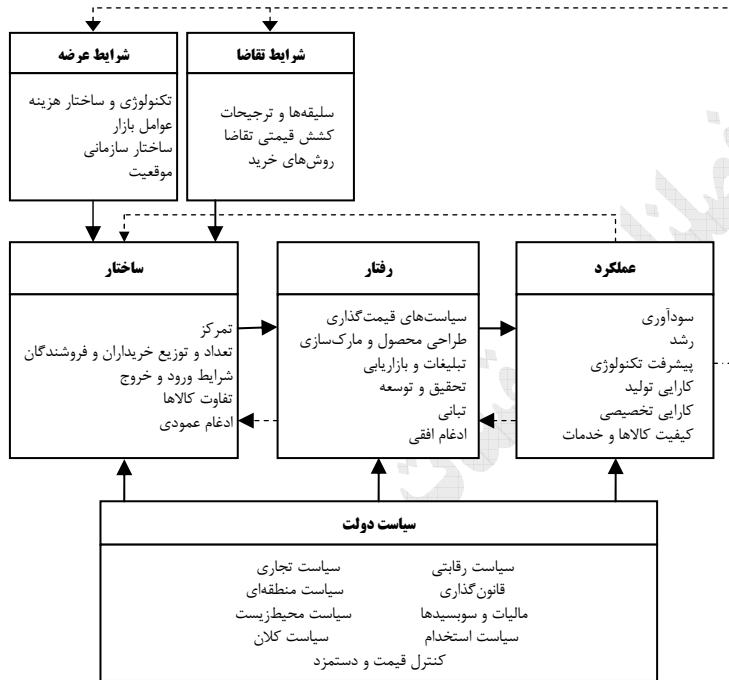 شرایط عرضه
تکنولوژی و ساختار هزینه
عوامل بازار
ساختار سازمانی
موقعیت
شرایط تقاضا
سلیقه‌ها و ترجیحات
کشش قیمتی تقاضا
روش‌های خرید
ساختار
تمرکز
تعداد و توزیع خریداران و فروشندگان
شرایط ورود و خروج
تفاوت کالاها
ادغام عمودی
رفتار
سیاست‌های قیمت‌گذاری
طراحی محصول و مارک‌سازی
تبلیغات و بازاریابی
تحقیق و توسعه
تبانی
ادغام افقی
عملکرد
سودآوری
رشد
پیشرفت تکنولوژی
کارایی تولید
کارایی تخصیصی
کیفیت کالاها و خدمات
سیاست دولت
سیاست رقابتی
قانون‌گذاری
مالیات و سوبسیدها
سیاست استخدام
سیاست تجاری
سیاست منطقه‌ای
سیاست محیط‌زیست
سیاست کلان
کنترل قیمت و دستمزد